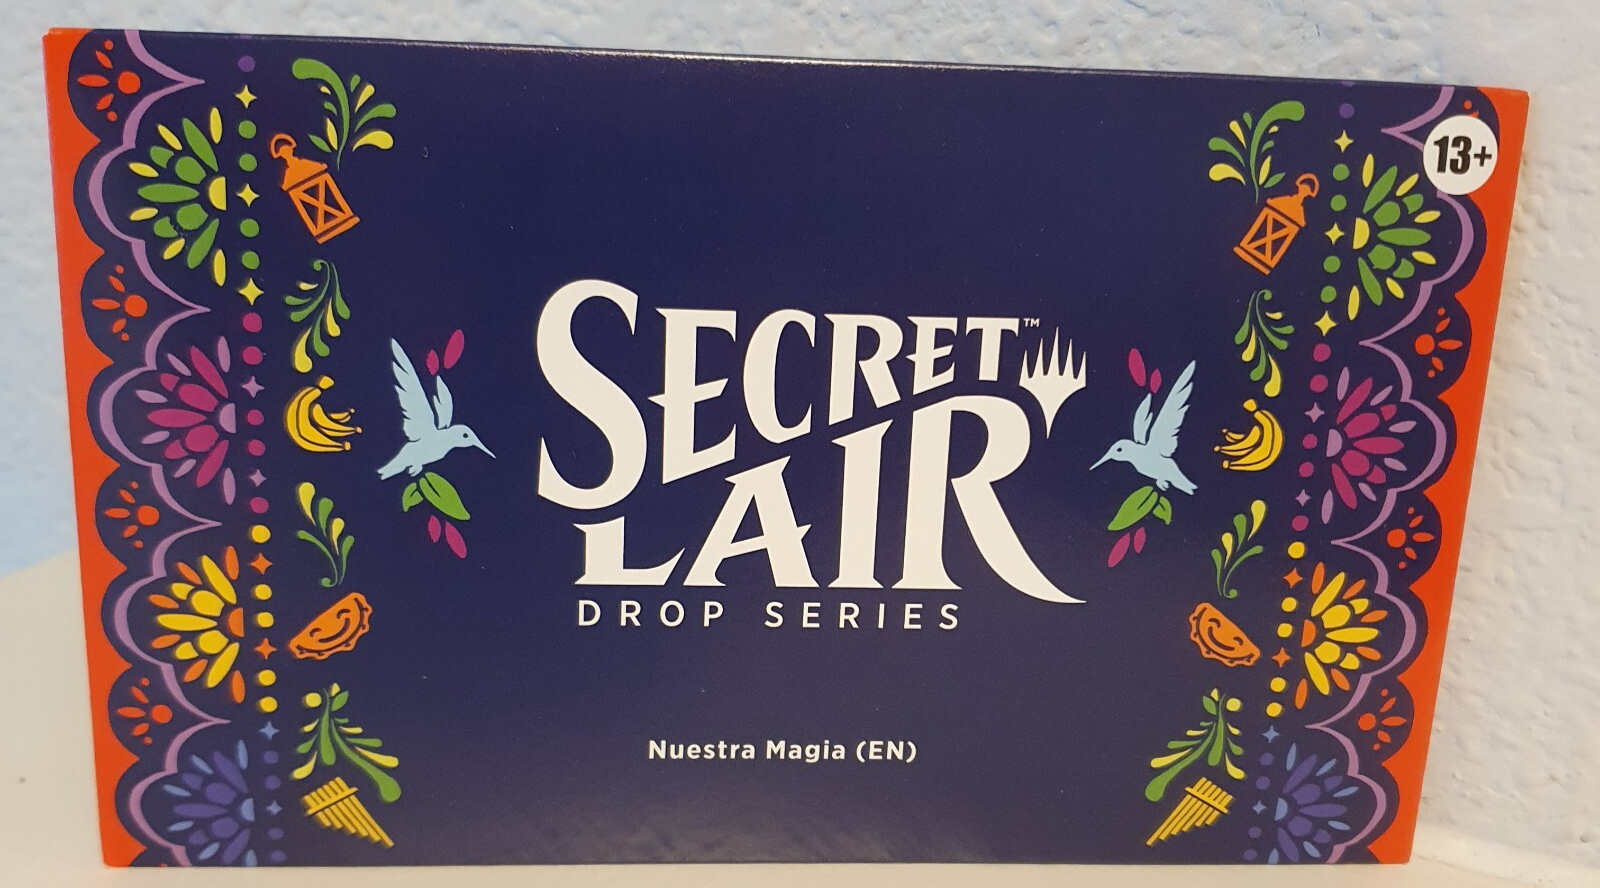 13+
SECRET™
LAIR
DROP SERIES
Nuestra Magia (EN)